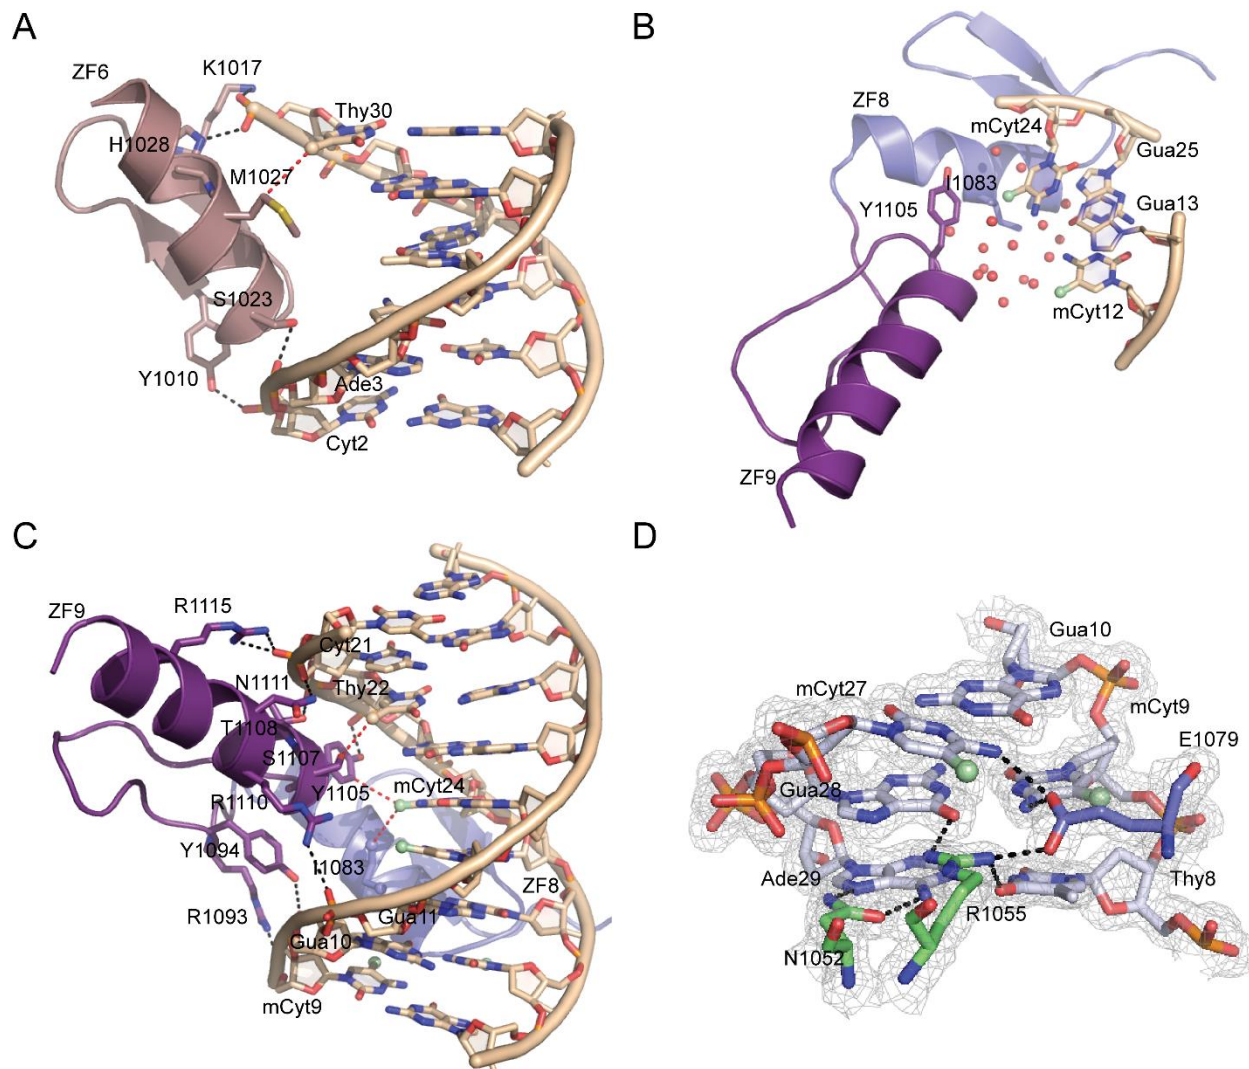 A
ZF6
K1017
Thy30
H1028
M1027
S1023
Y1010
Ade3
Cyt2
B
ZF8
mCyt24
Gua25
I1083
Gua13
Y1105
mCyt12
ZF9
C
ZF9
R1115
Cyt21
N1111
Thy22
T1108
S1107
mCyt24
Y1105
R1110
Y1094
I1083
ZF8
R1093
Gua11
Gua10
mCyt9
D
Gua10
mCyt27
mCyt9
E1079
Gua28
Ade29
Thy8
R1055
N1052